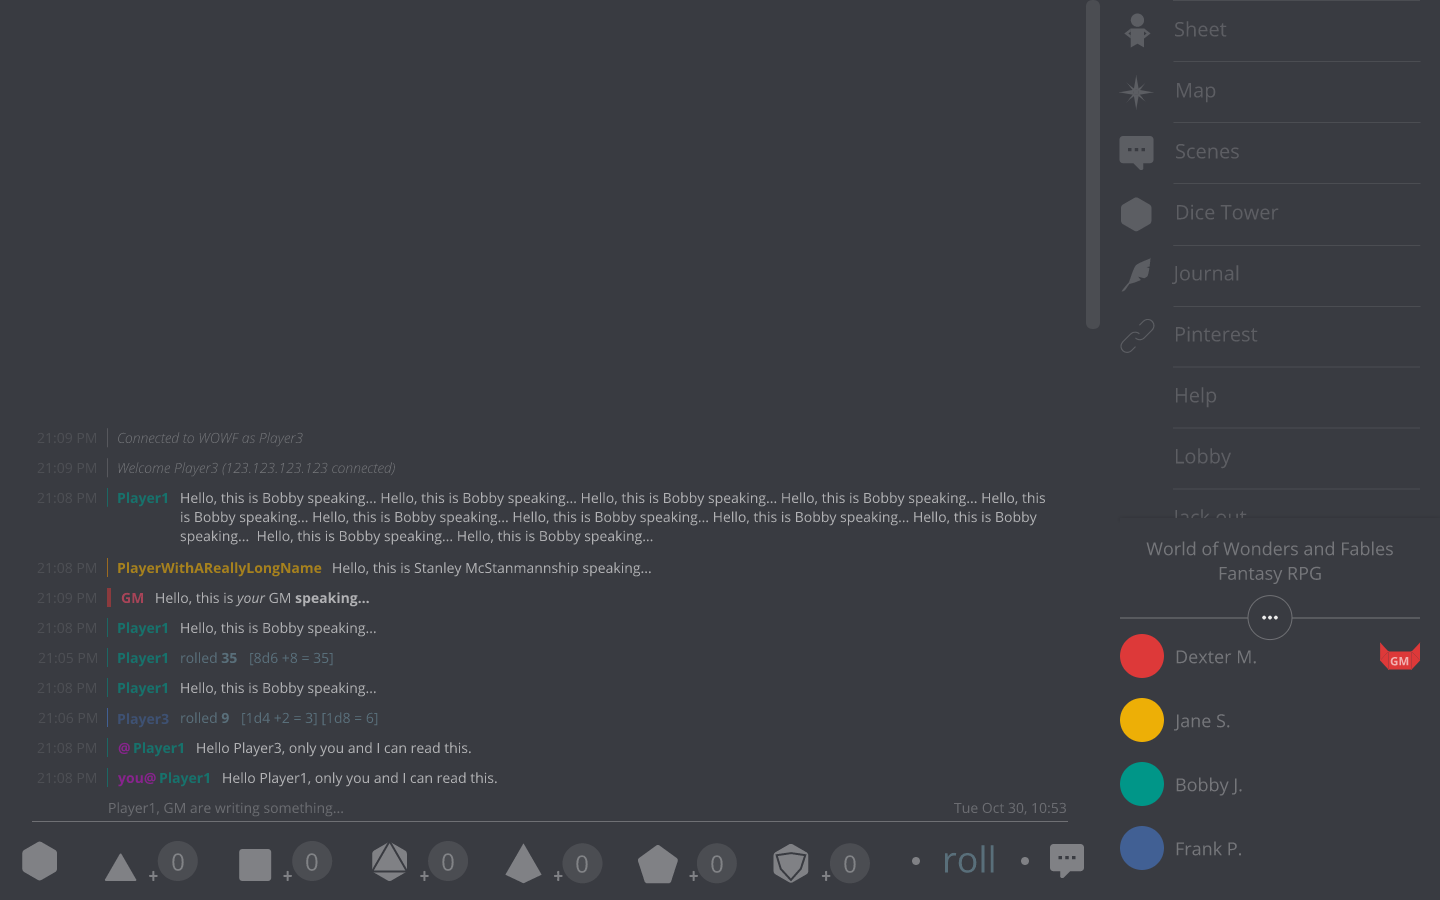 Sheet
Map
Scenes
Dice Tower
Journal
Pinterest
Help
Lobby
Jack out
World of Wonders and Fables
Fantasy RPG
Dexter M.
GM
Jane S.
Bobby J.
Frank P.
21:09 PM Connected to WOWF as Player3
21:09 PM Welcome Player3 (123.123.123.123 connected)
21:08 PM Player1 Hello, this is Bobby speaking... Hello, this is Bobby speaking... Hello, this is Bobby speaking... Hello, this is Bobby speaking... Hello, this
is Bobby speaking... Hello, this is Bobby speaking... Hello, this is Bobby speaking... Hello, this is Bobby speaking... Hello, this is Bobby
speaking... Hello, this is Bobby speaking... Hello, this is Bobby speaking...
21:08 PM PlayerWithAReallyLongName Hello, this is Stanley McStanmannship speaking...
21:09 PM GM Hello, this is your GM speaking...
21:08 PM Player1 Hello, this is Bobby speaking...
21:05 PM Player1 rolled 35 [8d6 +8 = 35]
21:08 PM Player1 Hello, this is Bobby speaking...
21:06 PM Player3 rolled 9 [1d4 +2 = 3] [1d8 = 6]
21:08 PM @Player1 Hello Player3, only you and I can read this.
21:08 PM you@Player1 Hello Player1, only you and I can read this.
Player1, GM are writing something... Tue Oct 30, 10:53
+ 0 + 0 + 0 + 0 + 0 + 0 • roll •